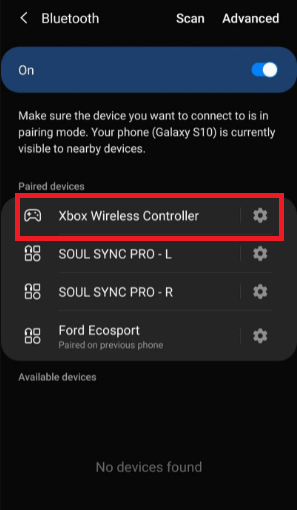 Bluetooth Scan Advanced
On
Make sure the device you want to connect to is in
pairing mode. Your phone (Galaxy S10) is currently
visible to nearby devices.
Paired devices
Xbox Wireless Controller
SOUL SYNC PRO - L
SOUL SYNC PRO - R
Ford Ecosport
Paired on previous phone
Available devices
No devices found